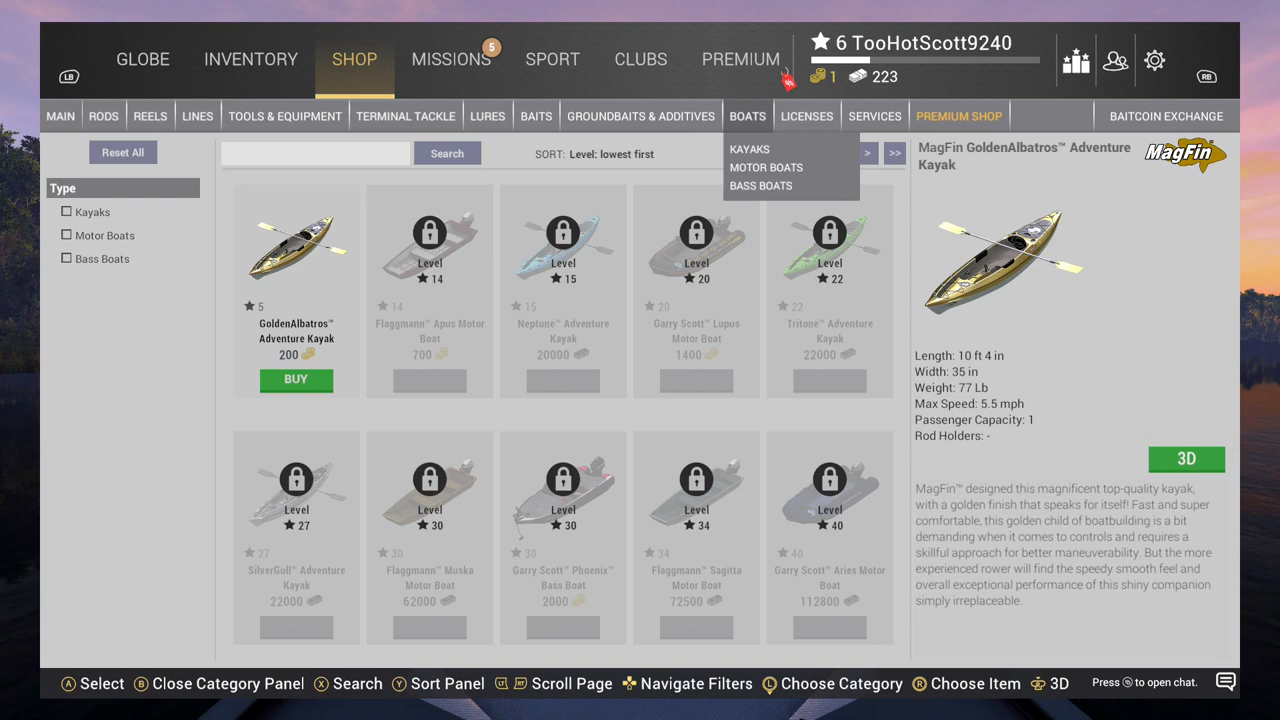 GLOBE INVENTORY SHOP MISSIONS 5 SPORT CLUBS PREMIUM
6 TooHotScott9240
1 223
LB
RB
%
MAIN RODS REELS LINES TOOLS & EQUIPMENT TERMINAL TACKLE LURES BAITS GROUNDBAITS & ADDITIVES BOATS LICENSES SERVICES PREMIUM SHOP BAITCOIN EXCHANGE
KAYAKS
MOTOR BOATS
BASS BOATS
Reset All
Type
Kayaks
Motor Boats
Bass Boats
Search SORT: Level: lowest first > >>
5
GoldenAlbatros™
Adventure Kayak
200
BUY
Level
14
14
Flaggmann™ Apus Motor
Boat
700
Level
15
15
Neptune™ Adventure
Kayak
20000
Level
20
20
Garry Scott™ Lupus
Motor Boat
1400
Level
22
22
Tritone™ Adventure
Kayak
22000
Level
27
27
SilverGull™ Adventure
Kayak
22000
Level
30
30
Flaggmann™ Muska
Motor Boat
62000
Level
30
30
Garry Scott™ Phoenix™
Bass Boat
2000
Level
34
34
Flaggmann™ Sagitta
Motor Boat
72500
Level
40
40
Garry Scott™ Aries Motor
Boat
112800
MagFin GoldenAlbatros™ Adventure
Kayak
MagFin
Length: 10 ft 4 in
Width: 35 in
Weight: 77 Lb
Max Speed: 5.5 mph
Passenger Capacity: 1
Rod Holders: -
3D
MagFin™ designed this magnificent top-quality kayak,
with a golden finish that speaks for itself! Fast and super
comfortable, this golden child of boatbuilding is a bit
demanding when it comes to controls and requires a
skillful approach for better maneuverability. But the more
experienced rower will find the speedy smooth feel and
overall exceptional performance of this shiny companion
simply irreplaceable.
A Select B Close Category Panel X Search Y Sort Panel LT RT Scroll Page Navigate Filters L Choose Category R Choose Item 3D Press to open chat.